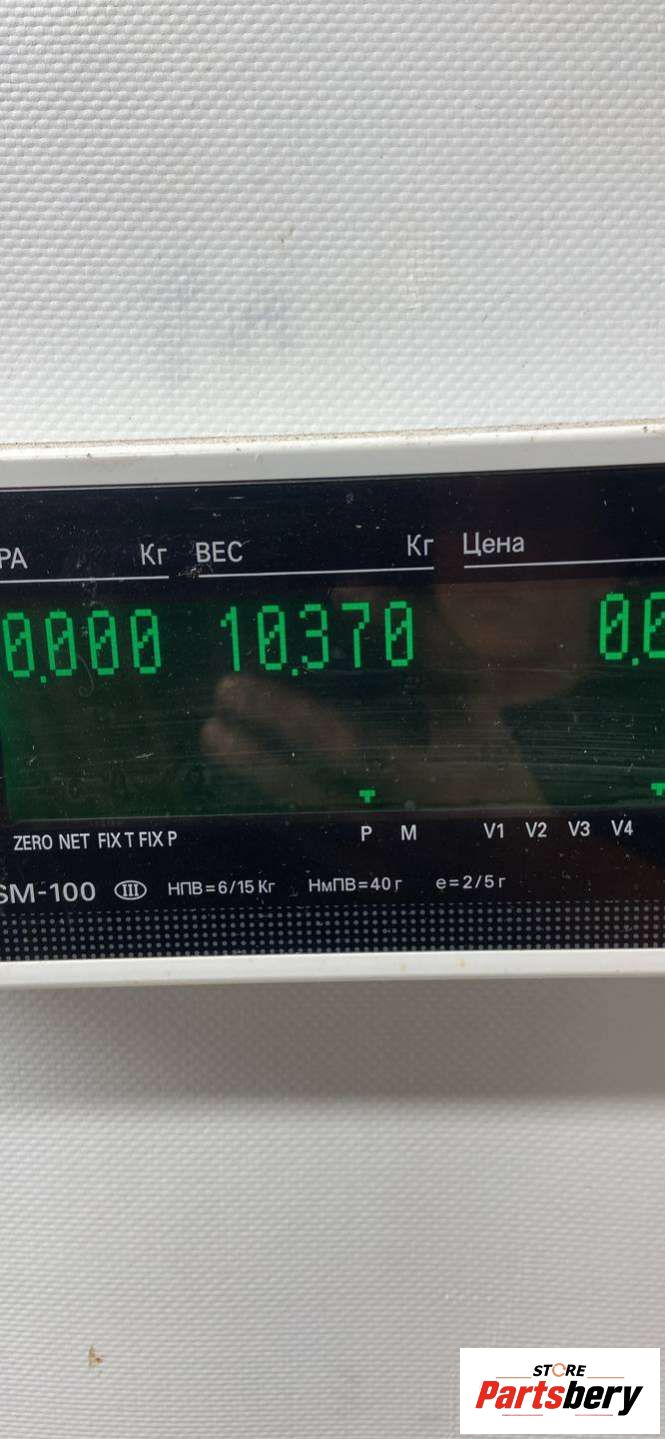 РА Кг ВЕС Кг Цена
0.000 10.370 0.0
ZERO NET FIX T FIX P P M V1 V2 V3 V4
SM-100 III НПВ=6/15 Кг НмПВ=40 г e=2/5 г
STORE
Partsbery